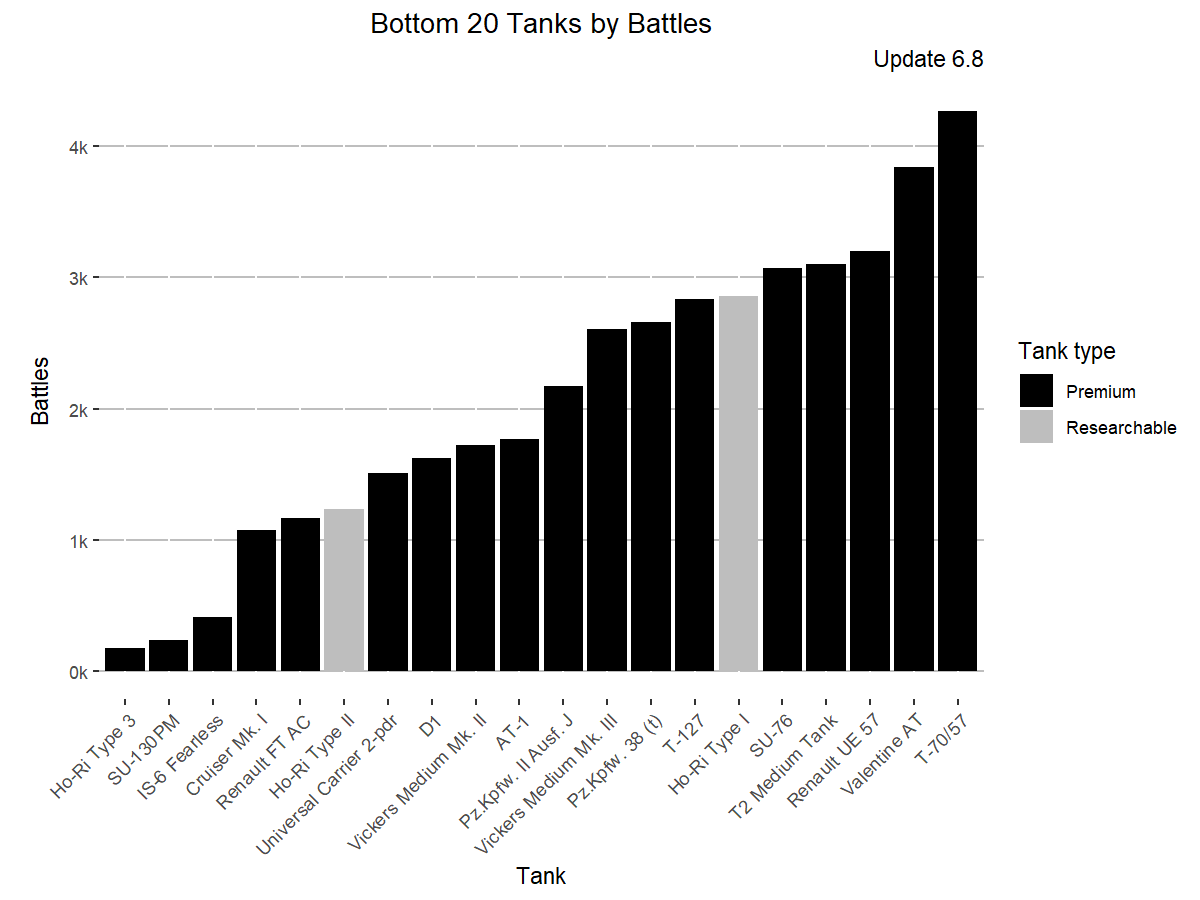 Bottom 20 Tanks by Battles
Update 6.8
4k
3k
2k
1k
0k
Battles
Ho-Ri Type 3
SU-130PM
IS-6 Fearless
Cruiser Mk. I
Renault FT AC
Ho-Ri Type II
Universal Carrier 2-pdr
D1
Vickers Medium Mk. II
AT-1
Pz.Kpfw. II Ausf. J
Vickers Medium Mk. III
Pz.Kpfw. 38 (t)
T-127
Ho-Ri Type I
SU-76
T2 Medium Tank
Renault UE 57
Valentine AT
T-70/57
Tank
Tank type
Premium
Researchable